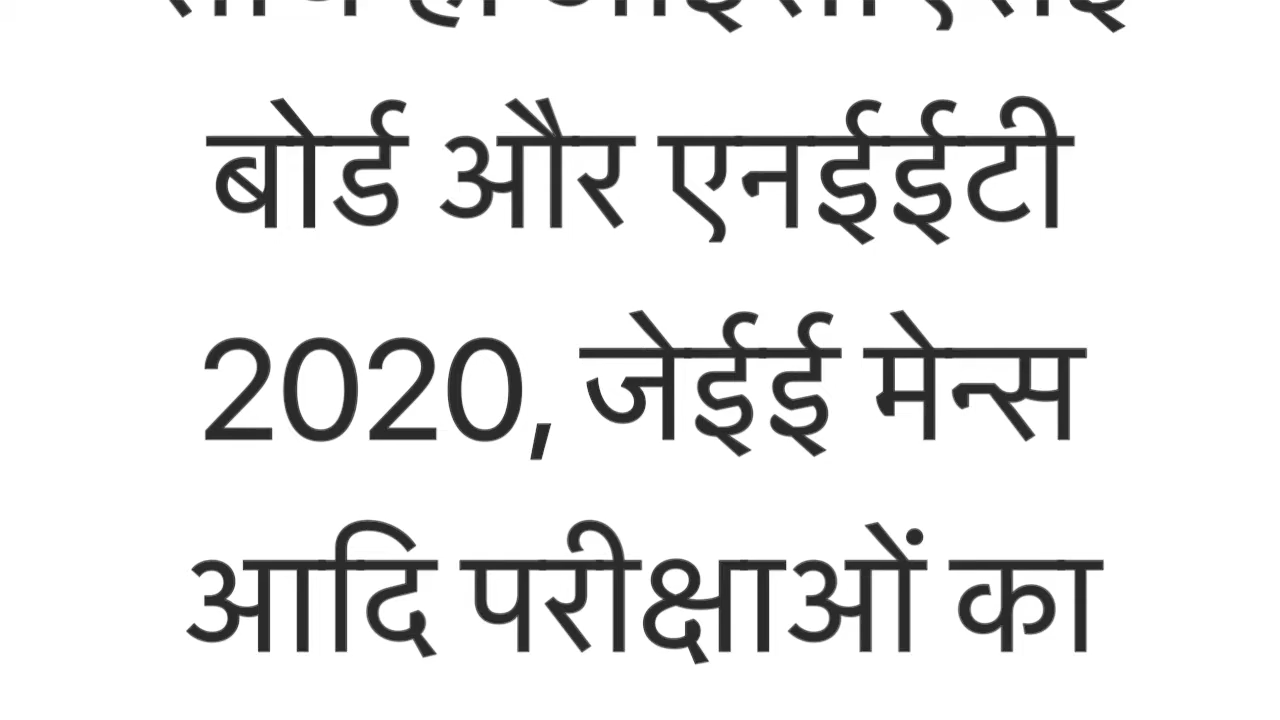 बोर्ड और एनईईटी
2020, जेईई मेन्स
आदि परीक्षाओं का